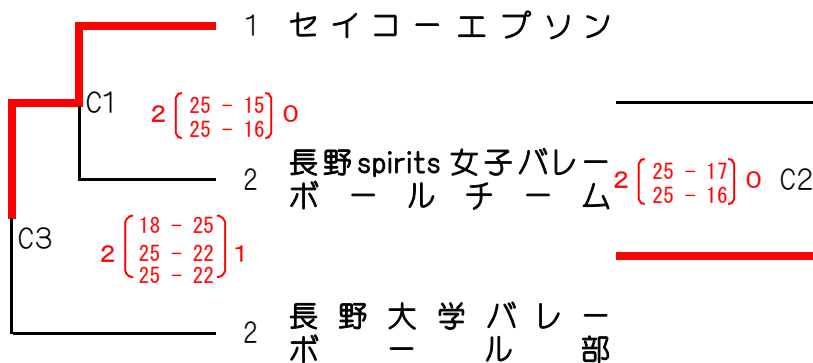 1 セイコーエプソン
C1
2 25 - 15 0
25 - 16
2 長野spirits女子バレー
ボールチーム
2 25 - 17 0 C2
25 - 16
C3
2 18 - 25 1
25 - 22
25 - 22
2 長野大学バレー
ボール部